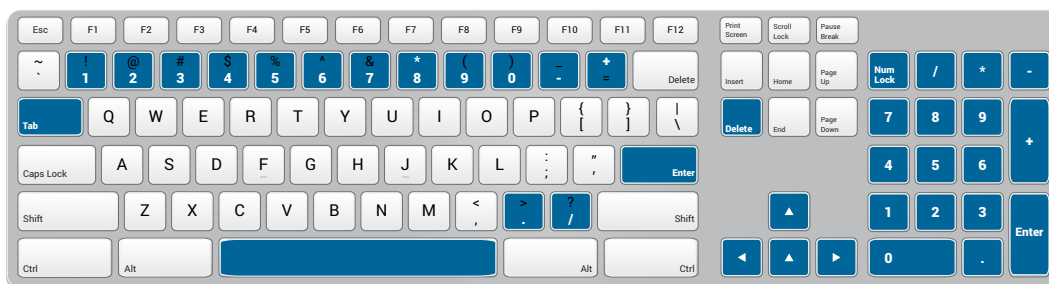 Esc F1 F2 F3 F4 F5 F6 F7 F8 F9 F10 F11 F12 Print Screen Scroll Lock Pause Break
~ ` ! 1 @ 2 # 3 $ 4 % 5 ^ 6 & 7 * 8 ( 9 ) 0 _ - + = Delete Insert Home Page Up Num Lock / * -
Tab Q W E R T Y U I O P { [ } ] | \ Delete End Page Down 7 8 9 +
Caps Lock A S D F G H J K L : ; " ' Enter 4 5 6
Shift Z X C V B N M < , > . ? / Shift ▲ 1 2 3 Enter
Ctrl Alt Alt Ctrl ◄ ▲ ► 0 .